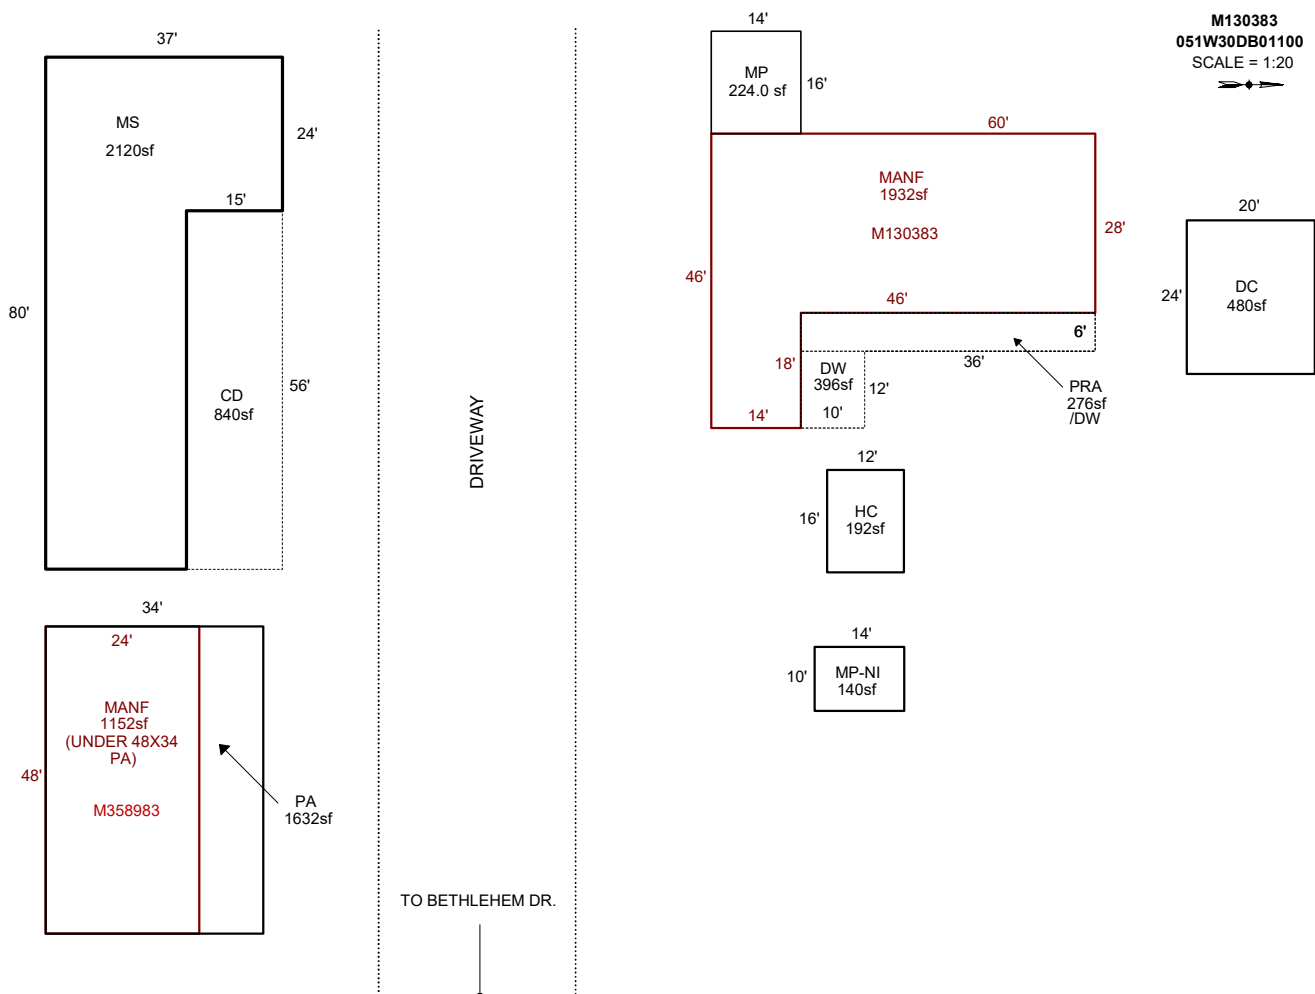 M130383
051W30DB01100
SCALE = 1:20
37'
MS
2120sf
24'
15'
80'
CD
840sf
56'
34'
24'
MANF
1152sf
(UNDER 48X34
PA)
48'
M358983
PA
1632sf
DRIVEWAY
TO BETHLEHEM DR.
14'
MP
224.0 sf
16'
60'
MANF
1932sf
M130383
28'
46'
46'
6'
18'
DW
396sf
36'
12'
10'
14'
PRA
276sf
/DW
20'
24'
DC
480sf
12'
16'
HC
192sf
14'
10'
MP-NI
140sf